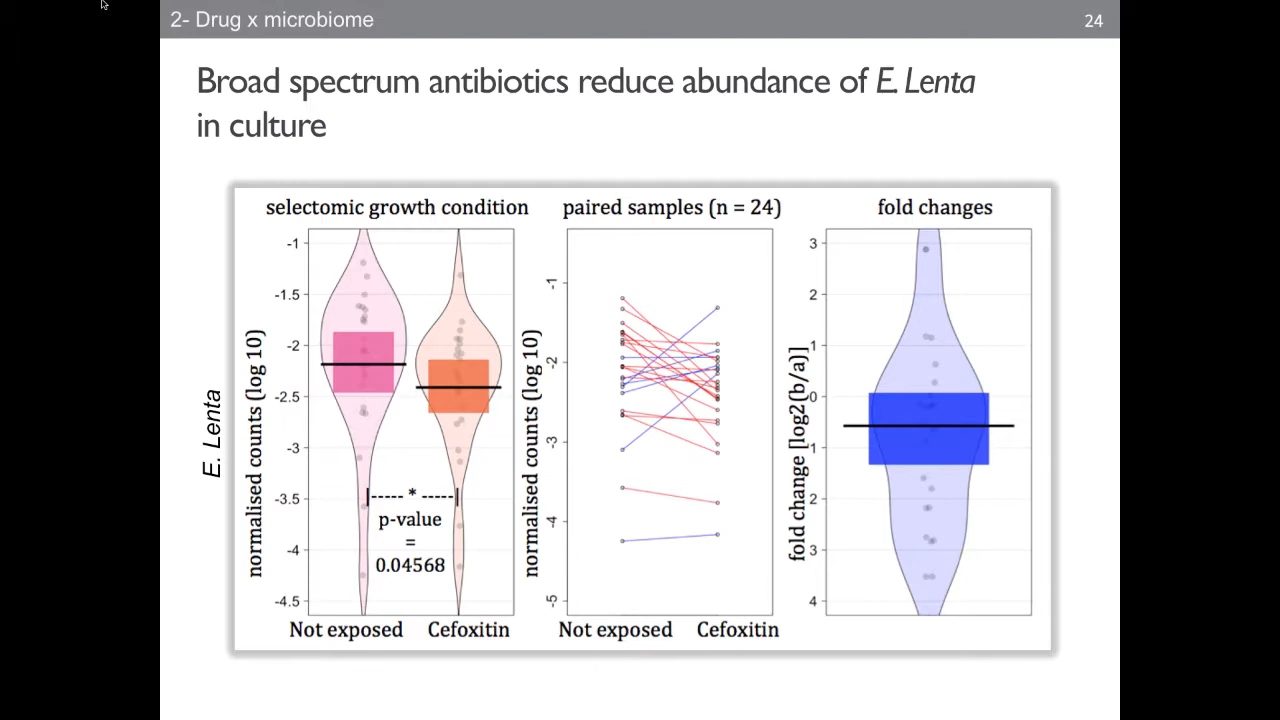 2- Drug x microbiome
24
Broad spectrum antibiotics reduce abundance of E. Lenta
in culture
selectomic growth condition
paired samples (n = 24)
fold changes
E. Lenta
normalised counts (log 10)
-1
-1.5
-2
-2.5
-3
-3.5
-4
-4.5
*
p-value
=
0.04568
Not exposed
Cefoxitin
normalised counts (log 10)
-1
-2
-3
-4
-5
Not exposed
Cefoxitin
fold change [log2(b/a)]
3
2
1
0
1
2
3
4